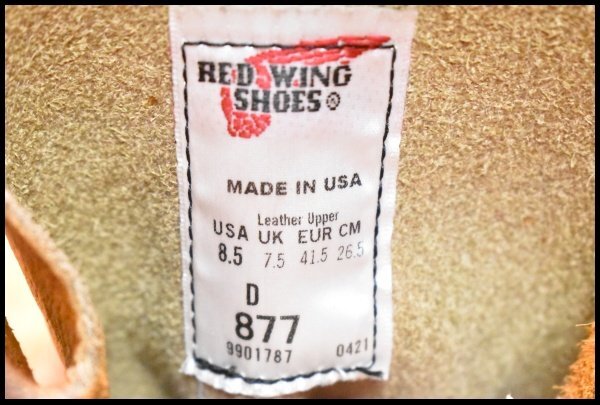 RED WING
SHOES®
MADE IN USA
Leather Upper
USA UK EUR CM
8.5 7.5 41.5 26.5
D
877
9901787 0421